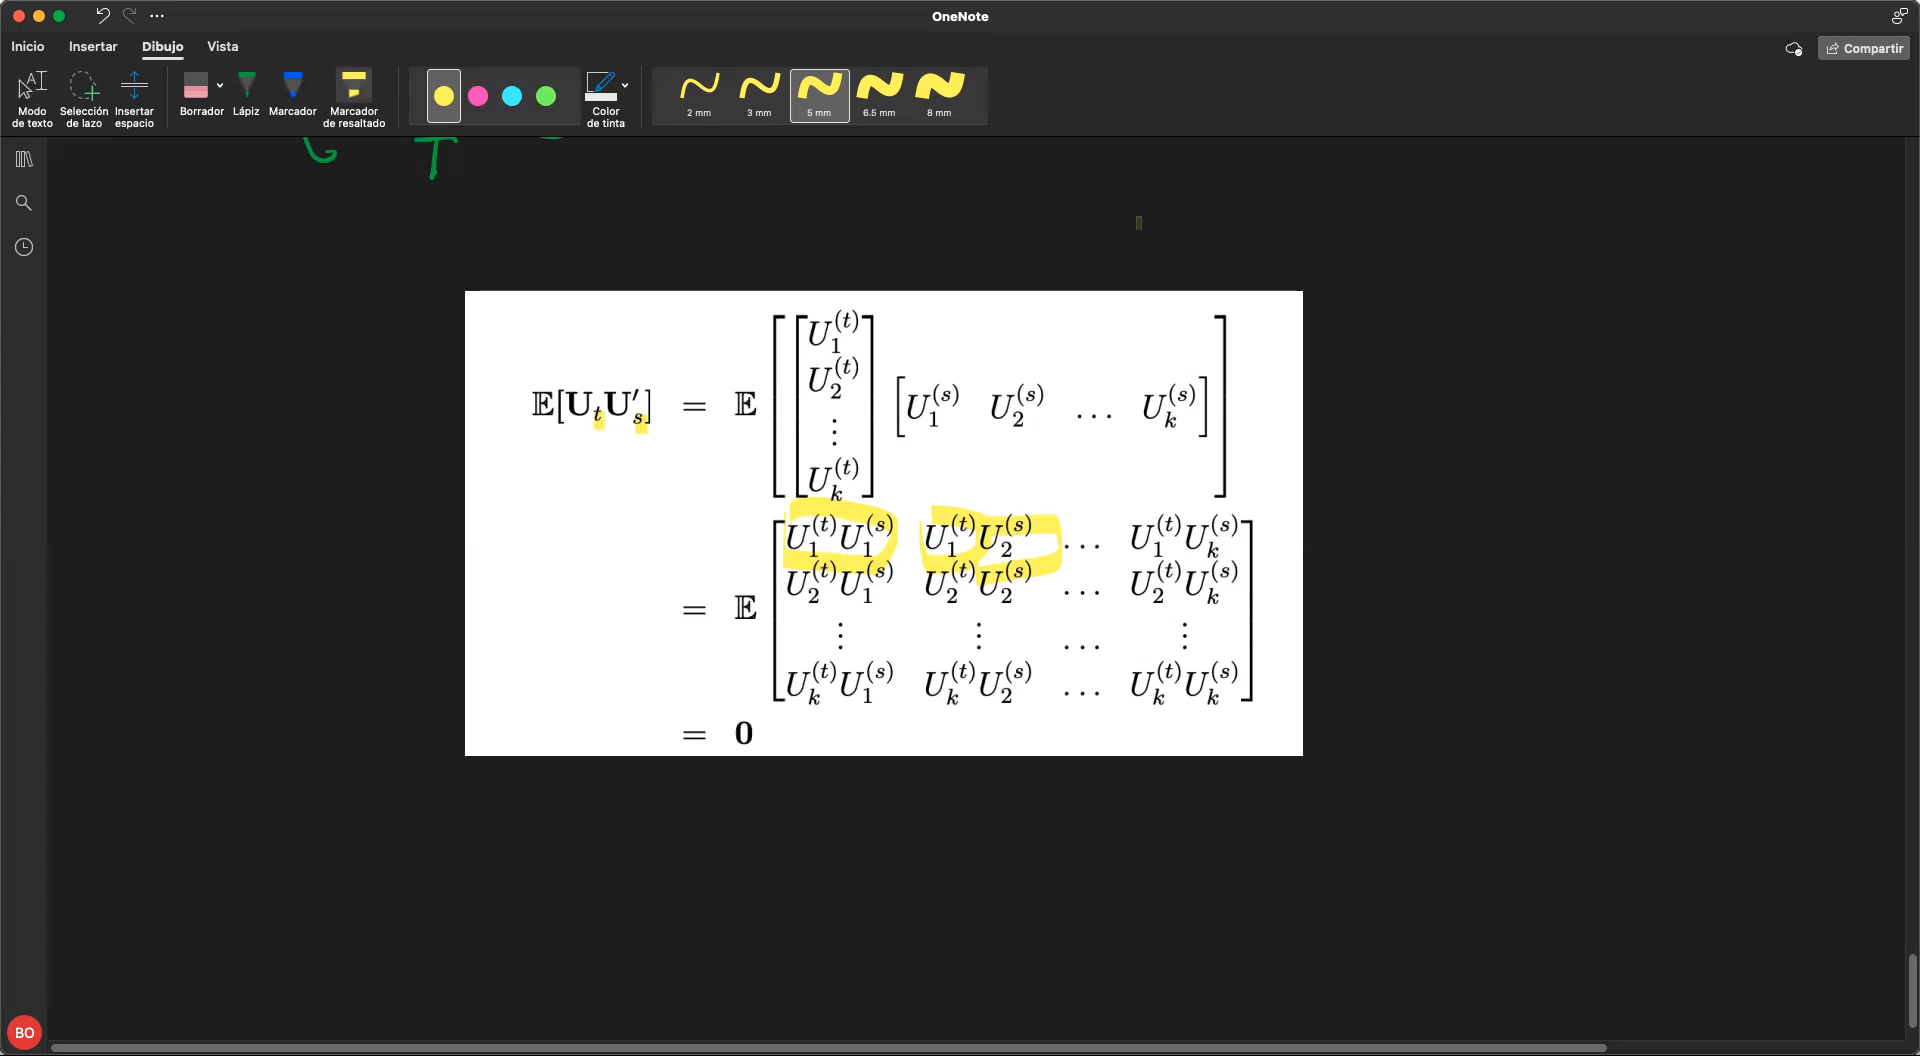 OneNote
Inicio Insertar Dibujo Vista
Compartir
Modo de texto
Selección de lazo
Insertar espacio
Borrador
Lápiz
Marcador
Marcador de resaltado
Color de tinta
2 mm 3 mm 5 mm 6.5 mm 8 mm
𝔼[𝐔_t 𝐔′_s] = 𝔼 [ [U_1^{(t)} U_2^{(t)} ⋮ U_k^{(t)}] [U_1^{(s)} U_2^{(s)} … U_k^{(s)}] ]
= 𝔼 [ U_1^{(t)}U_1^{(s)} U_1^{(t)}U_2^{(s)} … U_1^{(t)}U_k^{(s)}
U_2^{(t)}U_1^{(s)} U_2^{(t)}U_2^{(s)} … U_2^{(t)}U_k^{(s)}
⋮ ⋮ … ⋮
U_k^{(t)}U_1^{(s)} U_k^{(t)}U_2^{(s)} … U_k^{(t)}U_k^{(s)} ]
= 𝟎
BO